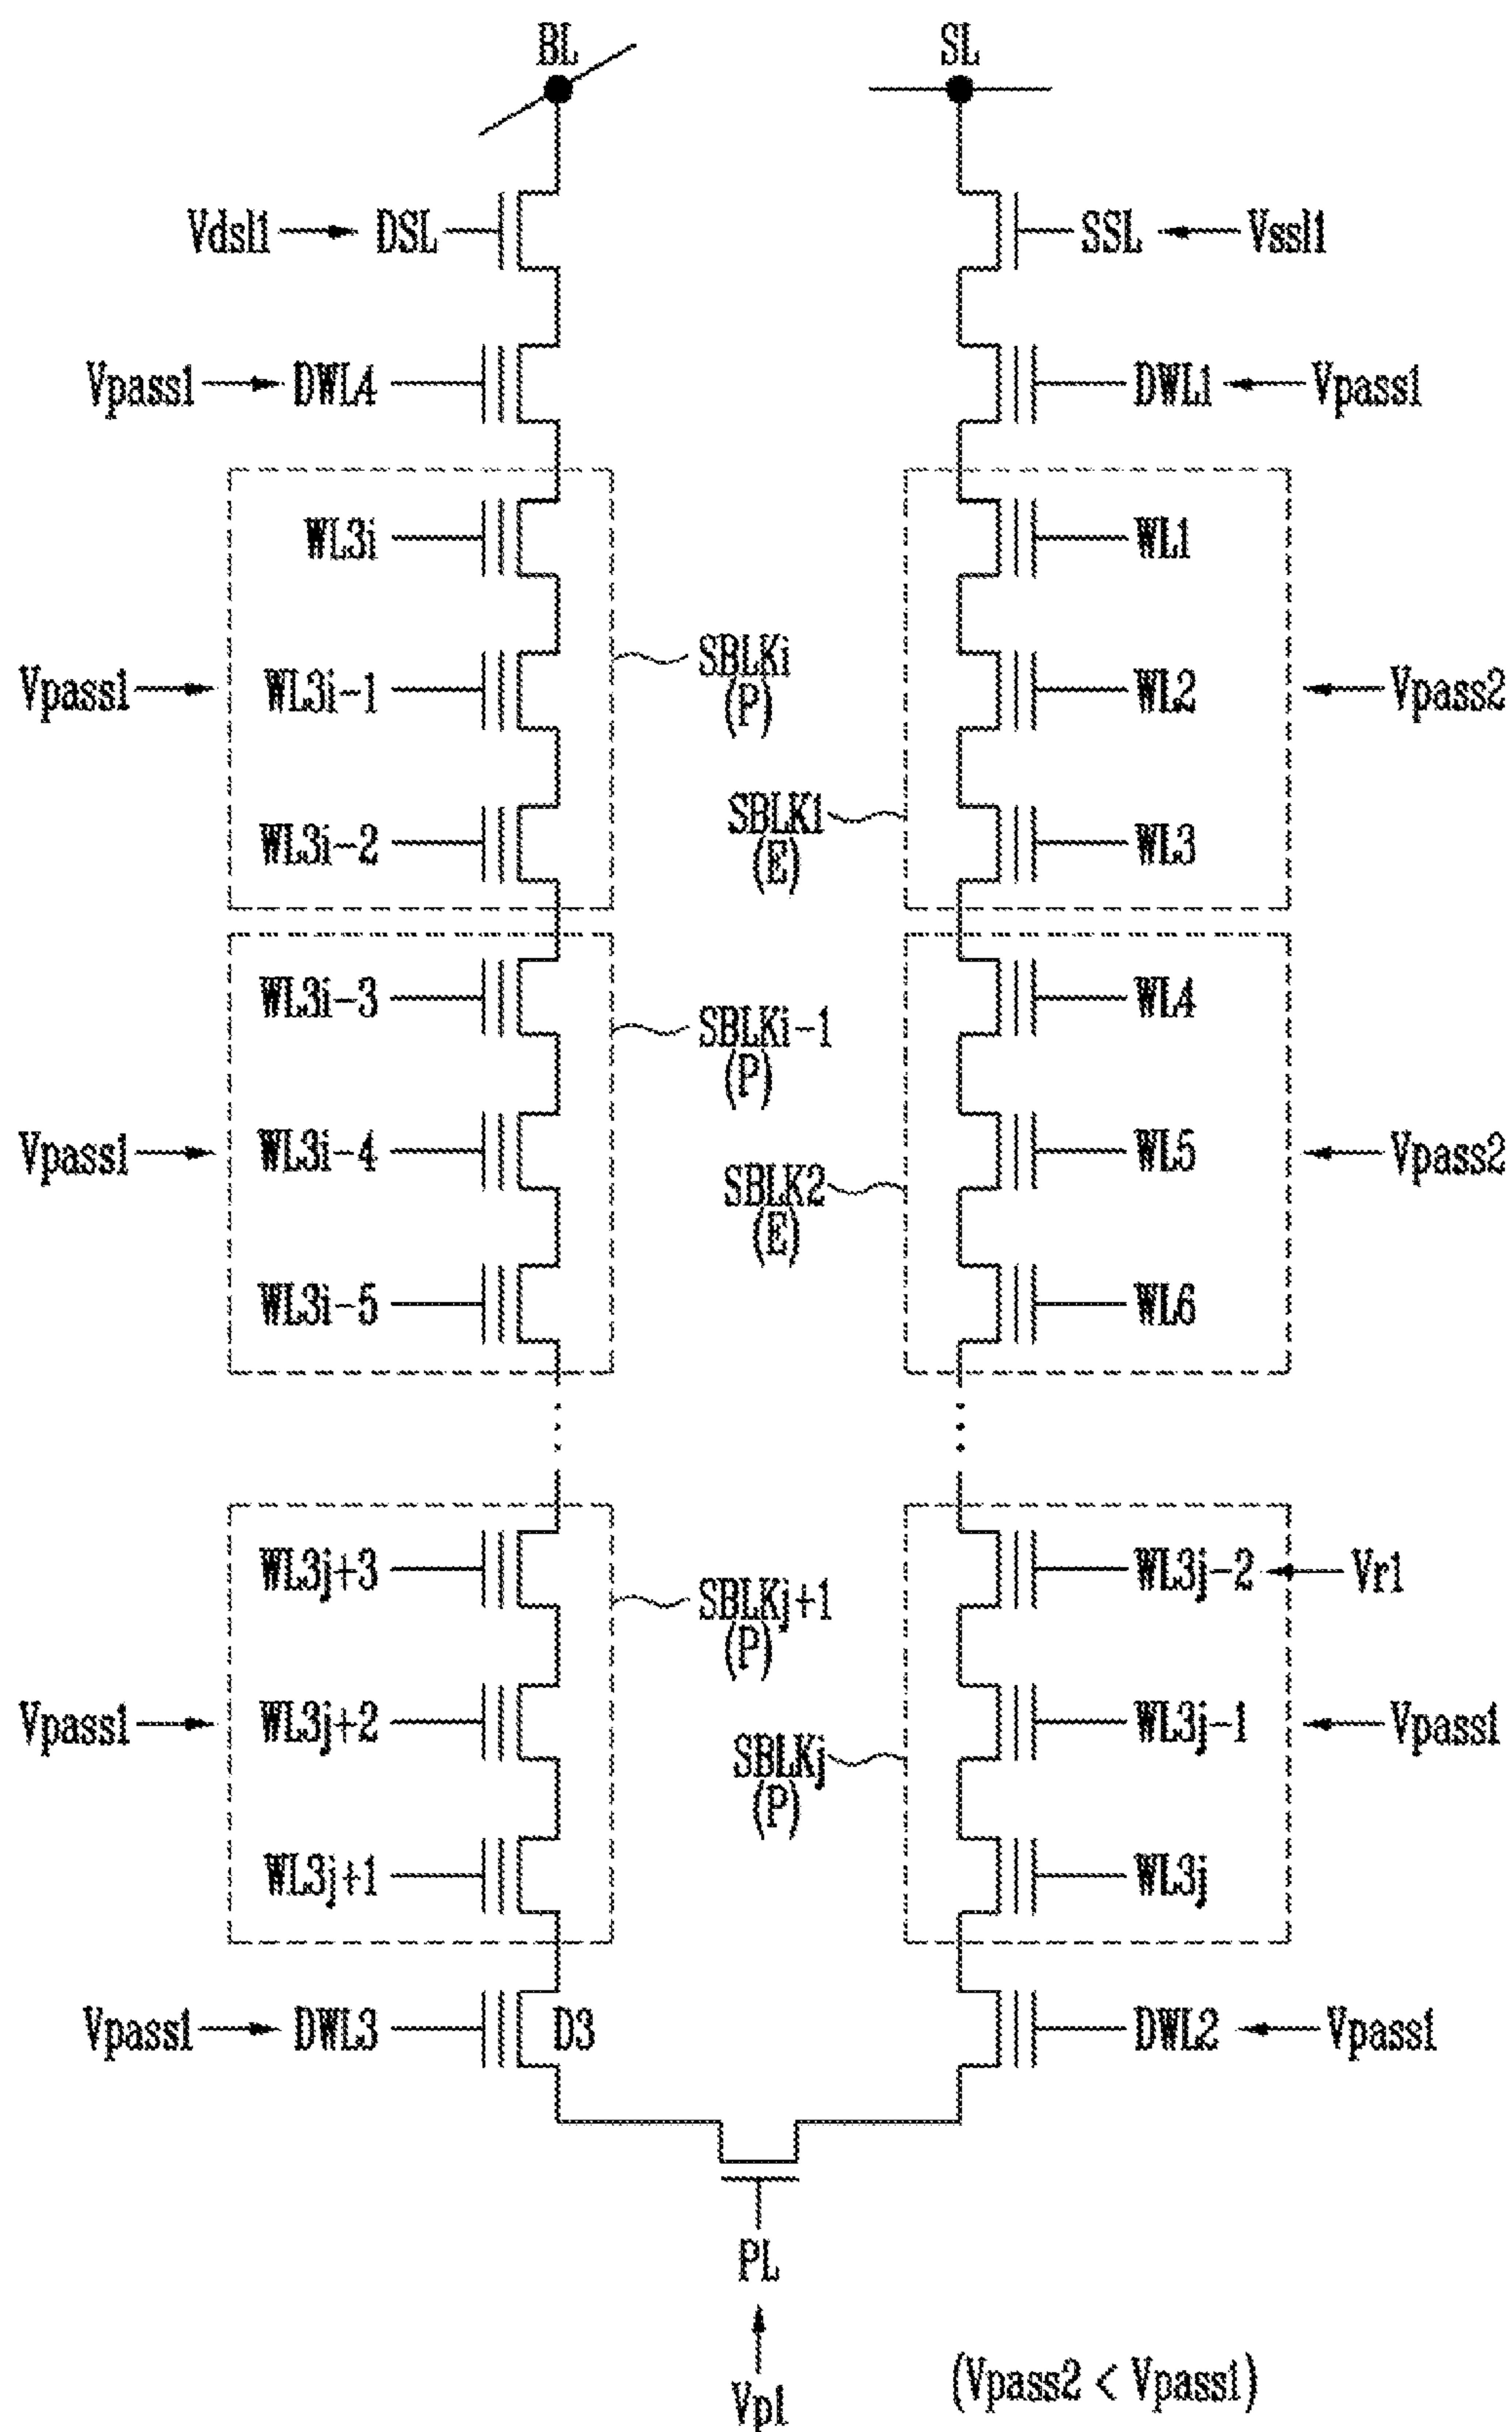 BL SL
Vdsl1 DSL SSL Vssl1
Vpass1 DWL4 DWL1 Vpass1
WL3i WL1
SBLKi
(P)
Vpass1 WL3i-1 WL2 Vpass2
SBLK1
(E)
WL3i-2 WL3
WL3i-3 WL4
SBLKi-1
(P)
Vpass1 WL3i-4 WL5 Vpass2
SBLK2
(E)
WL3i-5 WL6
WL3j+3 WL3j-2 Vr1
SBLKj+1
(P)
Vpass1 WL3j+2 WL3j-1 Vpass1
SBLKj
(P)
WL3j+1 WL3j
Vpass1 DWL3 D3 DWL2 Vpass1
PL
Vp1
(Vpass2 < Vpass1)